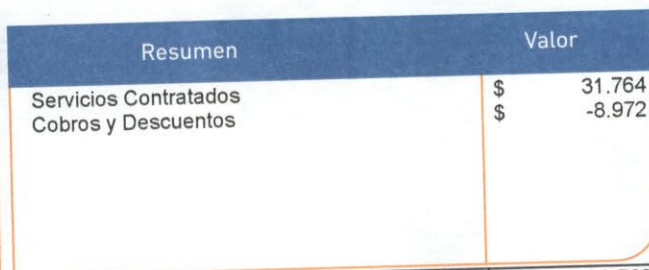 Resumen Valor
Servicios Contratados $ 31.764
Cobros y Descuentos $ -8.972